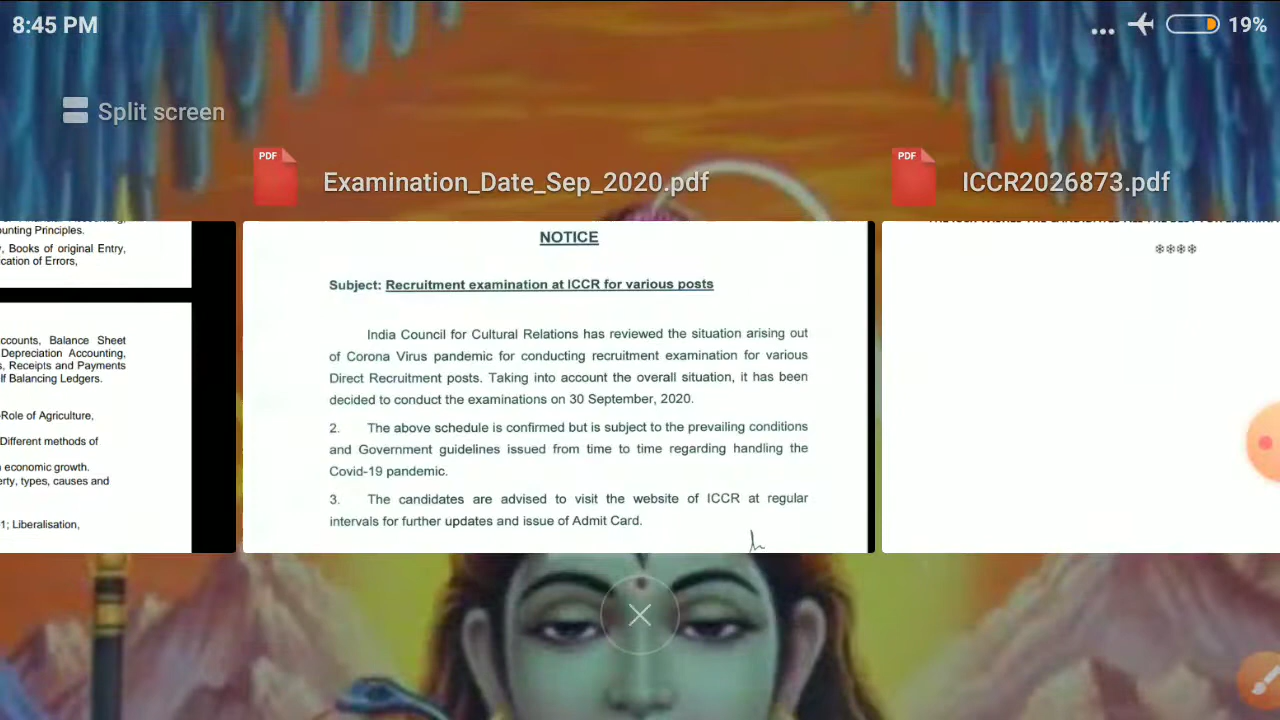 8:45 PM
19%
Split screen
PDF
Examination_Date_Sep_2020.pdf
PDF
ICCR2026873.pdf
ounting Principles.
, Books of original Entry,
cation of Errors,
ccounts, Balance Sheet
Depreciation Accounting,
s, Receipts and Payments
lf Balancing Ledgers.
Role of Agriculture,
Different methods of
economic growth.
erty, types, causes and
1; Liberalisation,
NOTICE
Subject: Recruitment examination at ICCR for various posts
India Council for Cultural Relations has reviewed the situation arising out
of Corona Virus pandemic for conducting recruitment examination for various
Direct Recruitment posts. Taking into account the overall situation, it has been
decided to conduct the examinations on 30 September, 2020.
2. The above schedule is confirmed but is subject to the prevailing conditions
and Government guidelines issued from time to time regarding handling the
Covid-19 pandemic.
3. The candidates are advised to visit the website of ICCR at regular
intervals for further updates and issue of Admit Card.